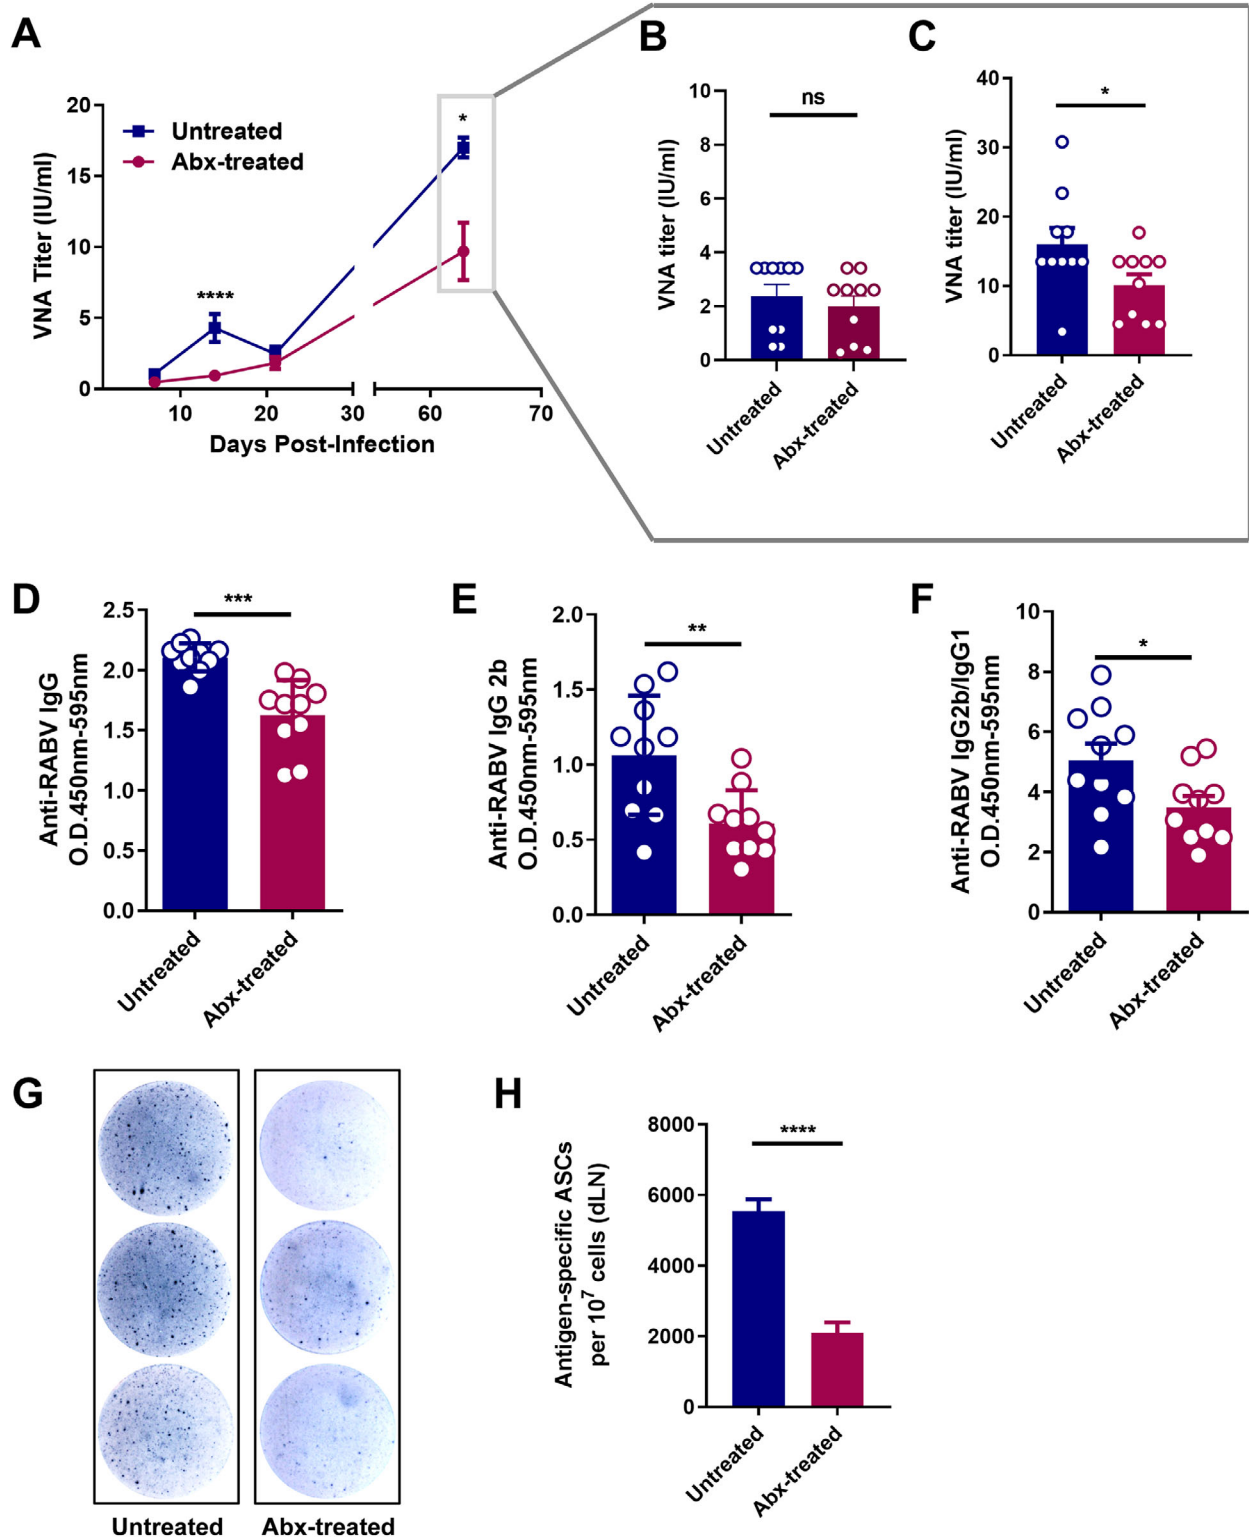 A
B
C
20
15
10
5
0
VNA Titer (IU/ml)
Untreated
Abx-treated
****
*
10
20
30
60
70
Days Post-Infection
10
8
6
4
2
0
VNA titer (IU/ml)
ns
Untreated
Abx-treated
40
30
20
10
0
VNA titer (IU/ml)
*
Untreated
Abx-treated
D
E
F
2.5
2.0
1.5
1.0
0.5
0.0
Anti-RABV IgG
O.D.450nm-595nm
***
Untreated
Abx-treated
2.0
1.5
1.0
0.5
0.0
Anti-RABV IgG 2b
O.D.450nm-595nm
**
Untreated
Abx-treated
10
8
6
4
2
0
Anti-RABV IgG2b/IgG1
O.D.450nm-595nm
*
Untreated
Abx-treated
G
Untreated
Abx-treated
H
8000
6000
4000
2000
0
Antigen-specific ASCs
per 10⁷ cells (dLN)
****
Untreated
Abx-treated